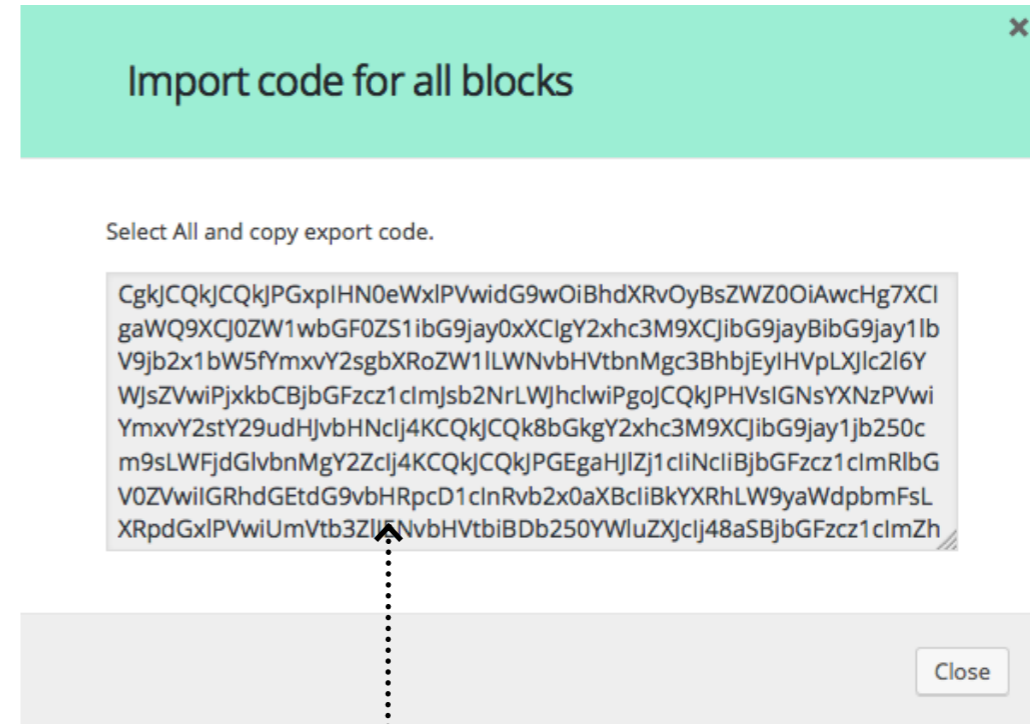 Import code for all blocks
Select All and copy export code.
CgkJCQkJCQkJPGxpIHN0eWxlPVwidG9wOiBhdXRvOyBsZWZ0OiAwcHg7XCI
gaWQ9XCJ0ZW1wbGF0ZS1ibG9jay0xXCIgY2xhc3M9XCJibG9jayBibG9jay1lb
V9jb2x1bW5fYmxvY2sgbXRoZW1lLWNvbHVtbnMgc3BhbjEyIHVpLXJlc2l6Y
WJsZVwiPjxkbCBjbGFzcz1cImJsb2NrLWJhclwiPgoJCQkJPHVsIGNsYXNzPVwi
YmxvY2stY29udHJvbHNcIj4KCQkJCQk8bGkgY2xhc3M9XCJibG9jay1jb250c
m9sLWFjdGlvbnMgY2ZcIj4KCQkJCQkJPGEgaHJlZj1cIiNcIiBjbGFzcz1cImRlbG
V0ZVwiIGRhdGEtdG9vbHRpcD1cInRvb2x0aXBcIiBkYXRhLW9yaWdpbmFsL
XRpdGxlPVwiUmVtb3ZlIENvbHVtbiBDb250YWluZXJcIj48aSBjbGFzcz1cImZh
Close